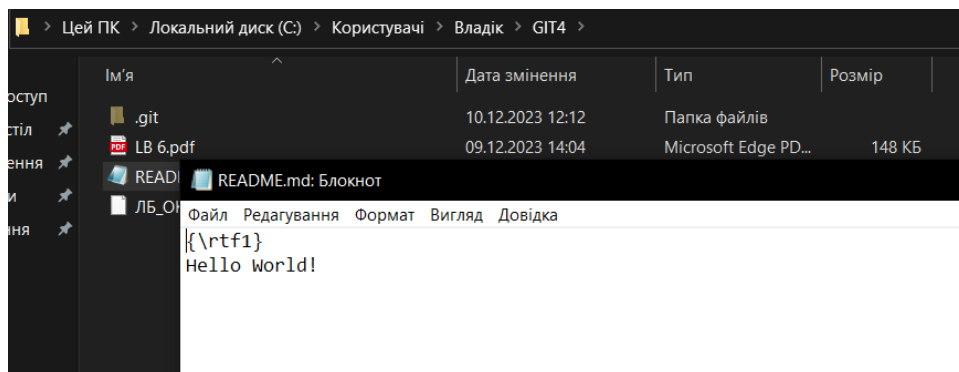 Цей ПК > Локальний диск (C:) > Користувачі > Владік > GIT4 >
Ім'я Дата змінення Тип Розмір
.git 10.12.2023 12:12 Папка файлів
LB 6.pdf 09.12.2023 14:04 Microsoft Edge PD... 148 КБ
READ
ЛБ_ОК
README.md: Блокнот
Файл Редагування Формат Вигляд Довідка
{\rtf1}
Hello World!